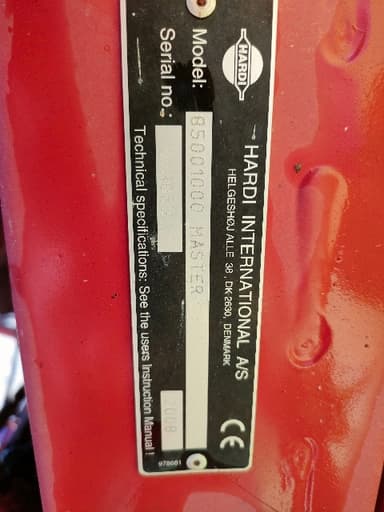 HARDI
HARDI INTERNATIONAL A/S
HELGESHØJ ALLE 38 . DK 2630, DENMARK
Model: 85001000 MASTER
Serial no.:
Technical specifications: See the users Instruction Manual!
CE
978681